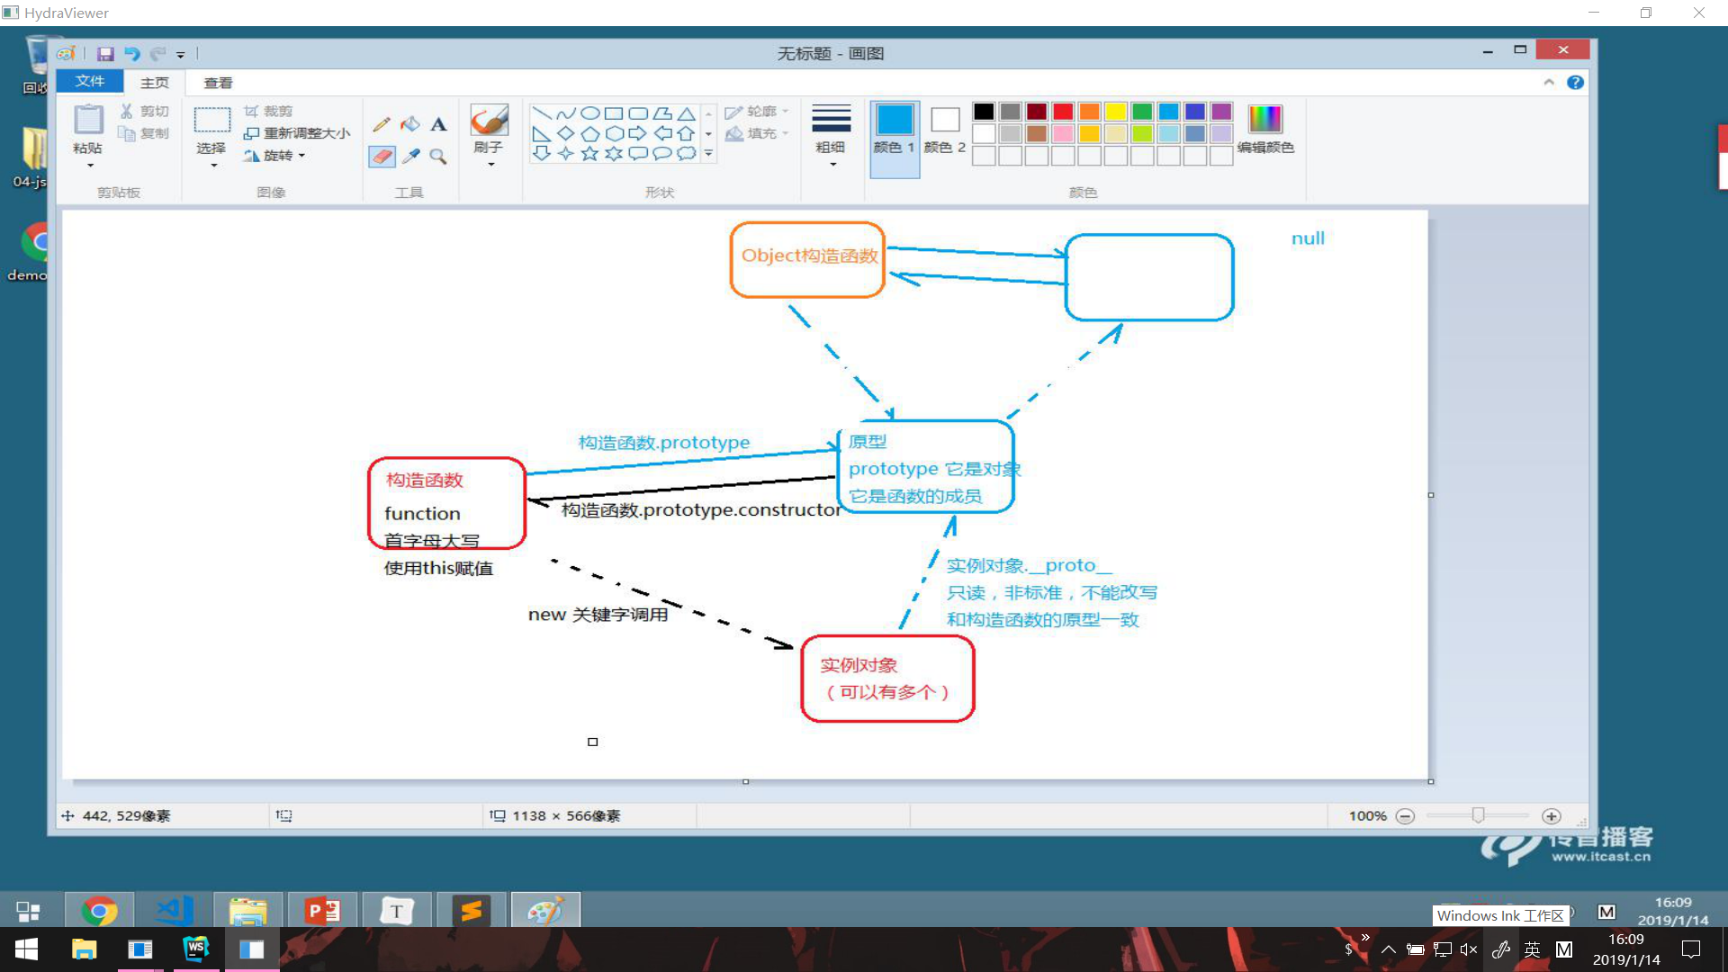 HydraViewer
无标题 - 画图
文件
主页
查看
粘贴
剪切
复制
剪贴板
选择
裁剪
重新调整大小
旋转
图像
A
工具
刷子
形状
轮廓
填充
粗细
颜色 1
颜色 2
编辑颜色
颜色
04-js
demo
Object构造函数
null
构造函数.prototype
原型
prototype 它是对象
它是函数的成员
构造函数
function
首字母大写
使用this赋值
构造函数.prototype.constructor
new 关键字调用
实例对象.__proto__
只读，非标准，不能改写
和构造函数的原型一致
实例对象
（可以有多个）
442, 529像素
1138 × 566像素
100%
传智播客
www.itcast.cn
Windows Ink 工作区
M
16:09
2019/1/14
英
M
16:09
2019/1/14